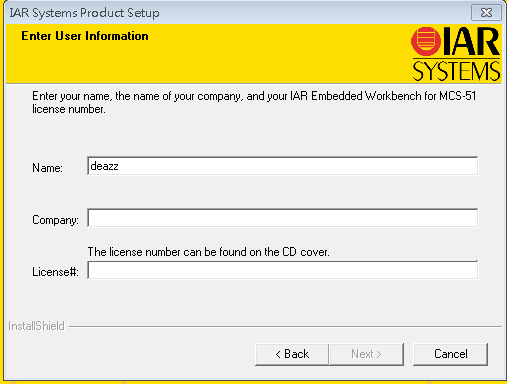 IAR Systems Product Setup
Enter User Information
IAR
SYSTEMS
Enter your name, the name of your company, and your IAR Embedded Workbench for MCS-51
license number.
Name: deazz
Company:
The license number can be found on the CD cover.
License#:
InstallShield
< Back Next > Cancel